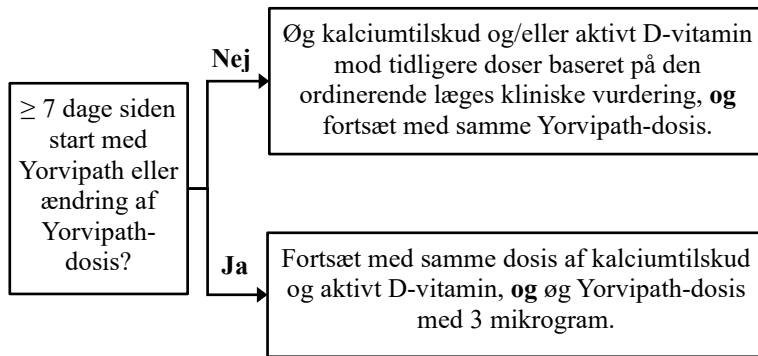 ≥ 7 dage siden
start med
Yorvipath eller
ændring af
Yorvipath-
dosis?
Nej
Øg kalciumtilskud og/eller aktivt D-vitamin
mod tidligere doser baseret på den
ordinerende læges kliniske vurdering, og
fortsæt med samme Yorvipath-dosis.
Ja
Fortsæt med samme dosis af kalciumtilskud
og aktivt D-vitamin, og øg Yorvipath-dosis
med 3 mikrogram.